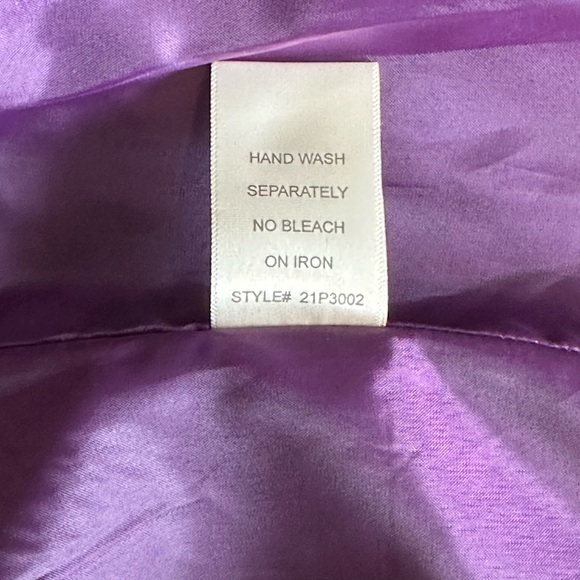 HAND WASH
SEPARATELY
NO BLEACH
ON IRON
STYLE# 21P3002